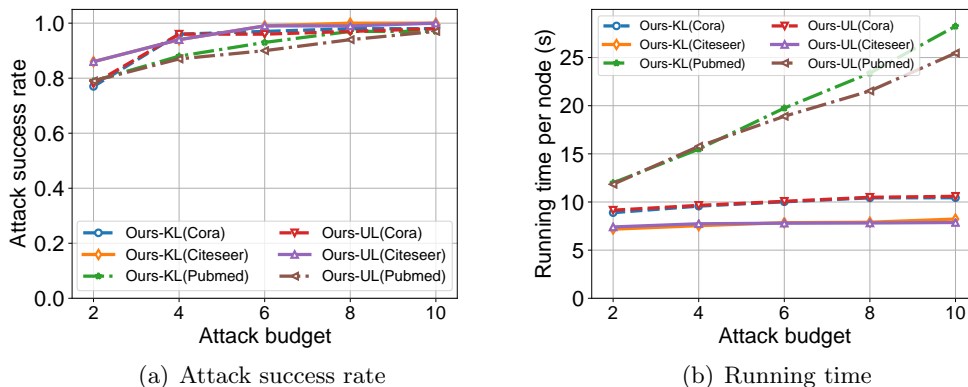 Attack success rate
1.0
0.8
0.6
0.4
0.2
0.0
Ours-KL(Cora)
Ours-KL(Citeseer)
Ours-KL(Pubmed)
Ours-UL(Cora)
Ours-UL(Citeseer)
Ours-UL(Pubmed)
2 4 6 8 10
Attack budget
(a) Attack success rate
Running time per node (s)
25
20
15
10
5
0
Ours-KL(Cora)
Ours-KL(Citeseer)
Ours-KL(Pubmed)
Ours-UL(Cora)
Ours-UL(Citeseer)
Ours-UL(Pubmed)
2 4 6 8 10
Attack budget
(b) Running time